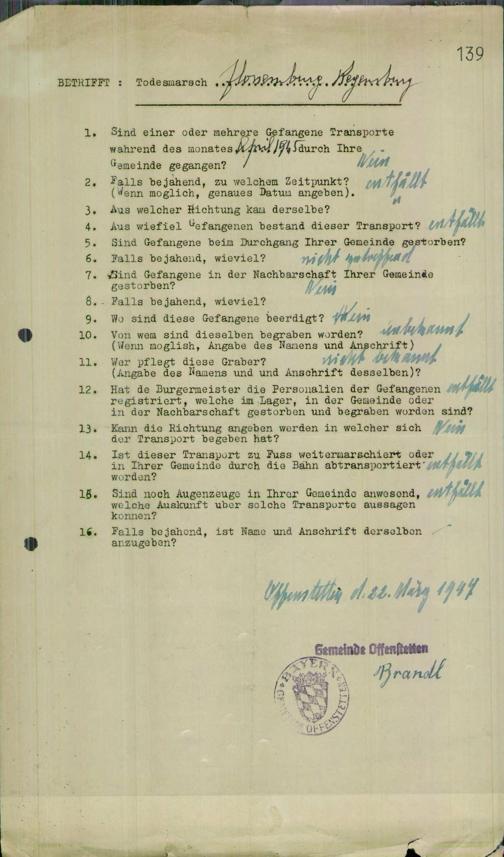 139
BETRIFFT : Todesmarsch Flossenburg. Regensburg
1. Sind einer oder mehrere Gefangene Transporte
wahrend des monates April 1945 durch Ihre
Gemeinde gegangen? Nein
2. Falls bejahend, zu welchem Zeitpunkt? entfällt
(Wenn moglich, genaues Datum angeben).
3. Aus welcher Richtung kam derselbe? "
4. Aus wiefiel Gefangenen bestand dieser Transport? entfällt
5. Sind Gefangene beim Durchgang Ihrer Gemeinde gestorben?
6. Falls bejahend, wieviel? nicht
7. Sind Gefangene in der Nachbarschaft Ihrer Gemeinde
gestorben? Nein
8. Falls bejahend, wieviel?
9. Wo sind diese Gefangene beerdigt? Nein
10. Von wem sind dieselben begraben worden? unbekannt
(Wenn moglish, Angabe des Namens und Anschrift)
11. Wer pflegt diese Graber? nicht bekannt
(Angabe des Namens und und Anschrift desselben)?
12. Hat de Burgermeister die Personalien der Gefangenen entfällt
registriert, welche im Lager, in der Gemeinde oder
in der Nachbarschaft gestorben und begraben worden sind?
13. Kann die Richtung angeben werden in welcher sich Nein
der Transport begeben hat?
14. Ist dieser Transport zu Fuss weitermarschiert oder
in Ihrer Gemeinde durch die Bahn abtransportiert entfällt
worden?
15. Sind noch Augenzeuge in Ihrer Gemeinde anwesend, entfällt
welche Auskunft uber solche Transporte aussagen
konnen?
16. Falls bejahend, ist Name und Anschrift derselben
anzugeben?
Offenstetten d. 22. März 1947
Gemeinde Offenstetten
Brandl
BAYERN
OFFENSTETTEN